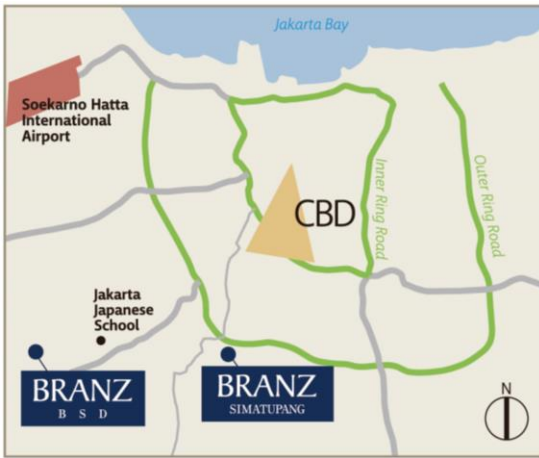 Jakarta Bay
Soekarno Hatta
International
Airport
CBD
Inner Ring Road
Outer Ring Road
Jakarta
Japanese
School
BRANZ
B S D
BRANZ
SIMATUPANG
N